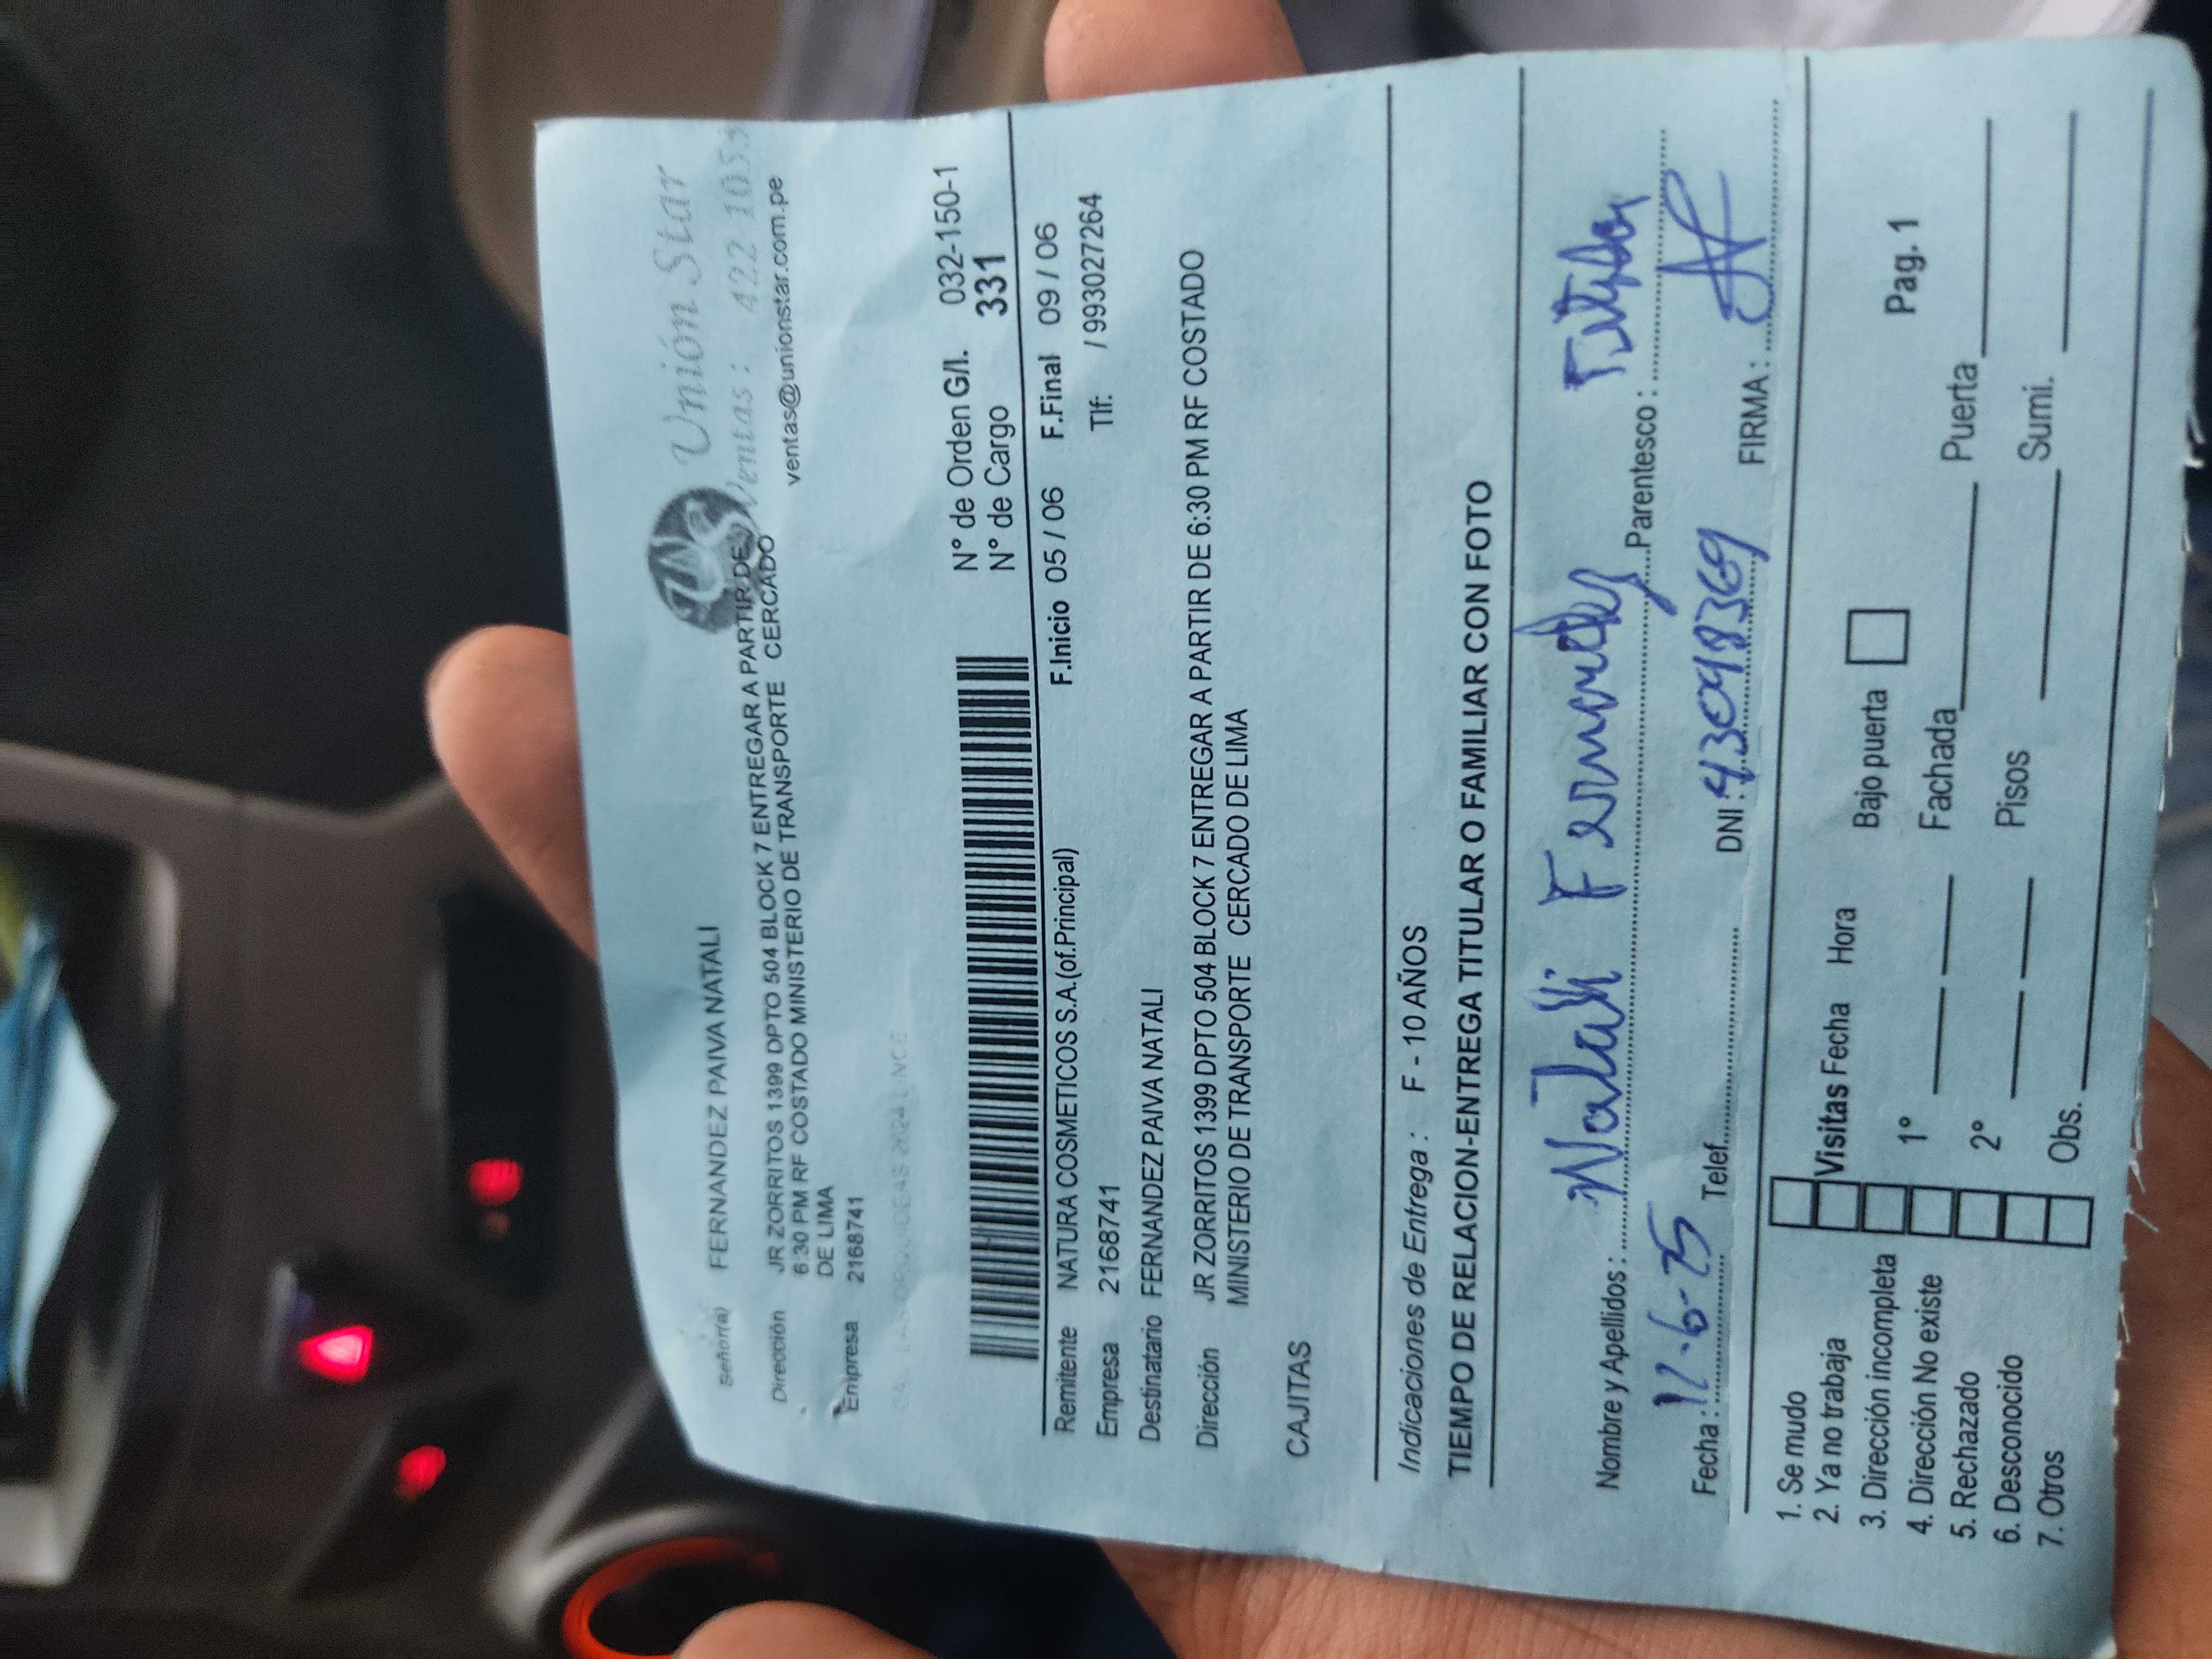 Unión Star
Ventas : 422 1053
ventas@unionstar.com.pe
Señor(a) FERNANDEZ PAIVA NATALI
Dirección JR ZORRITOS 1399 DPTO 504 BLOCK 7 ENTREGAR A PARTIR DE
6:30 PM RF COSTADO MINISTERIO DE TRANSPORTE CERCADO
DE LIMA
Empresa 21687​41
N° de Orden G/I. 032-150-1
N° de Cargo 331
Remitente NATURA COSMETICOS S.A.(of.Principal) F.Inicio 05 / 06 F.Final 09 / 06
Empresa 2168741 Tlf: / 993027264
Destinatario FERNANDEZ PAIVA NATALI
Dirección JR ZORRITOS 1399 DPTO 504 BLOCK 7 ENTREGAR A PARTIR DE 6:30 PM RF COSTADO
MINISTERIO DE TRANSPORTE CERCADO DE LIMA
CAJITAS
Indicaciones de Entrega : F - 10 AÑOS
TIEMPO DE RELACION-ENTREGA TITULAR O FAMILIAR CON FOTO
Nombre y Apellidos : Natali Fernandez Parentesco : Titular
Fecha : 11-6-25 Telef. DNI : 43098369 FIRMA :
1. Se mudo
2. Ya no trabaja Visitas Fecha Hora
3. Dirección incompleta Bajo puerta
4. Dirección No existe 1° Pag. 1
5. Rechazado Fachada Puerta
6. Desconocido 2° Pisos Sumi.
7. Otros Obs.